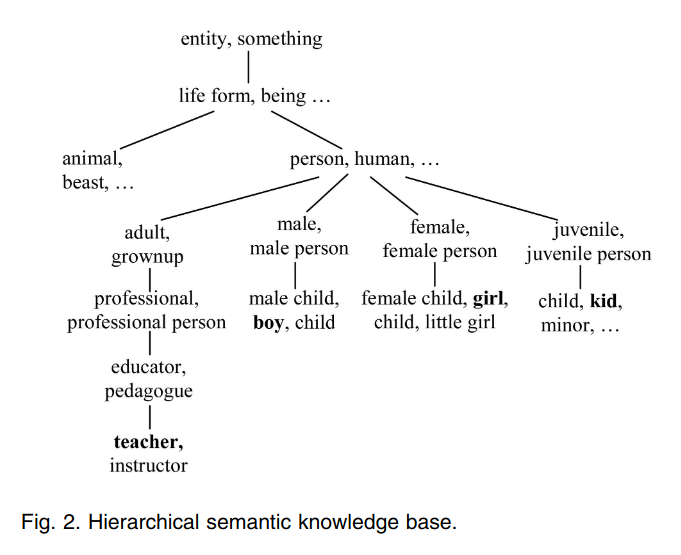 entity, something
life form, being …
animal,
beast, …
person, human, …
adult,
grownup
male,
male person
female,
female person
juvenile,
juvenile person
professional,
professional person
male child,
boy, child
female child, girl,
child, little girl
child, kid,
minor, …
educator,
pedagogue
teacher,
instructor
Fig. 2. Hierarchical semantic knowledge base.